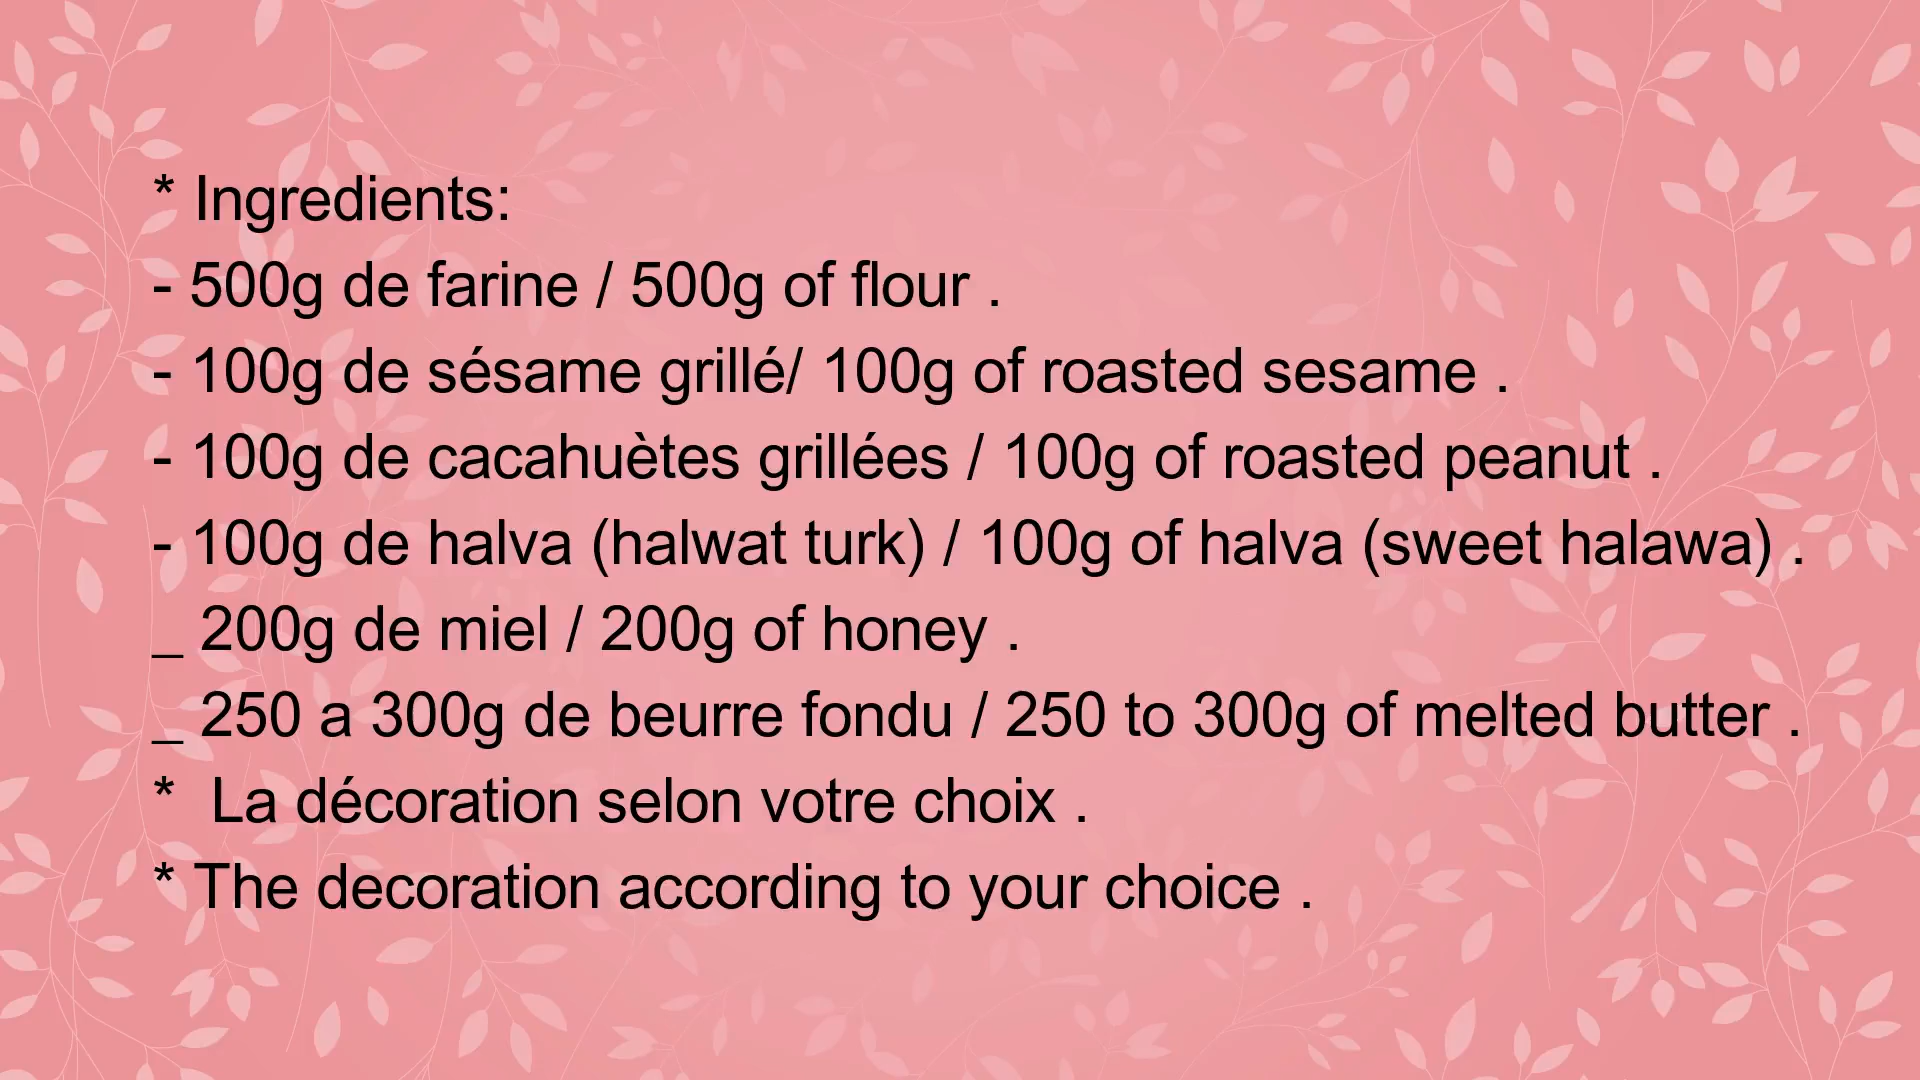 * Ingredients:
- 500g de farine / 500g of flour .
- 100g de sésame grillé/ 100g of roasted sesame .
- 100g de cacahuètes grillées / 100g of roasted peanut .
- 100g de halva (halwat turk) / 100g of halva (sweet halawa) .
_ 200g de miel / 200g of honey .
_ 250 a 300g de beurre fondu / 250 to 300g of melted butter .
*  La décoration selon votre choix .
* The decoration according to your choice .